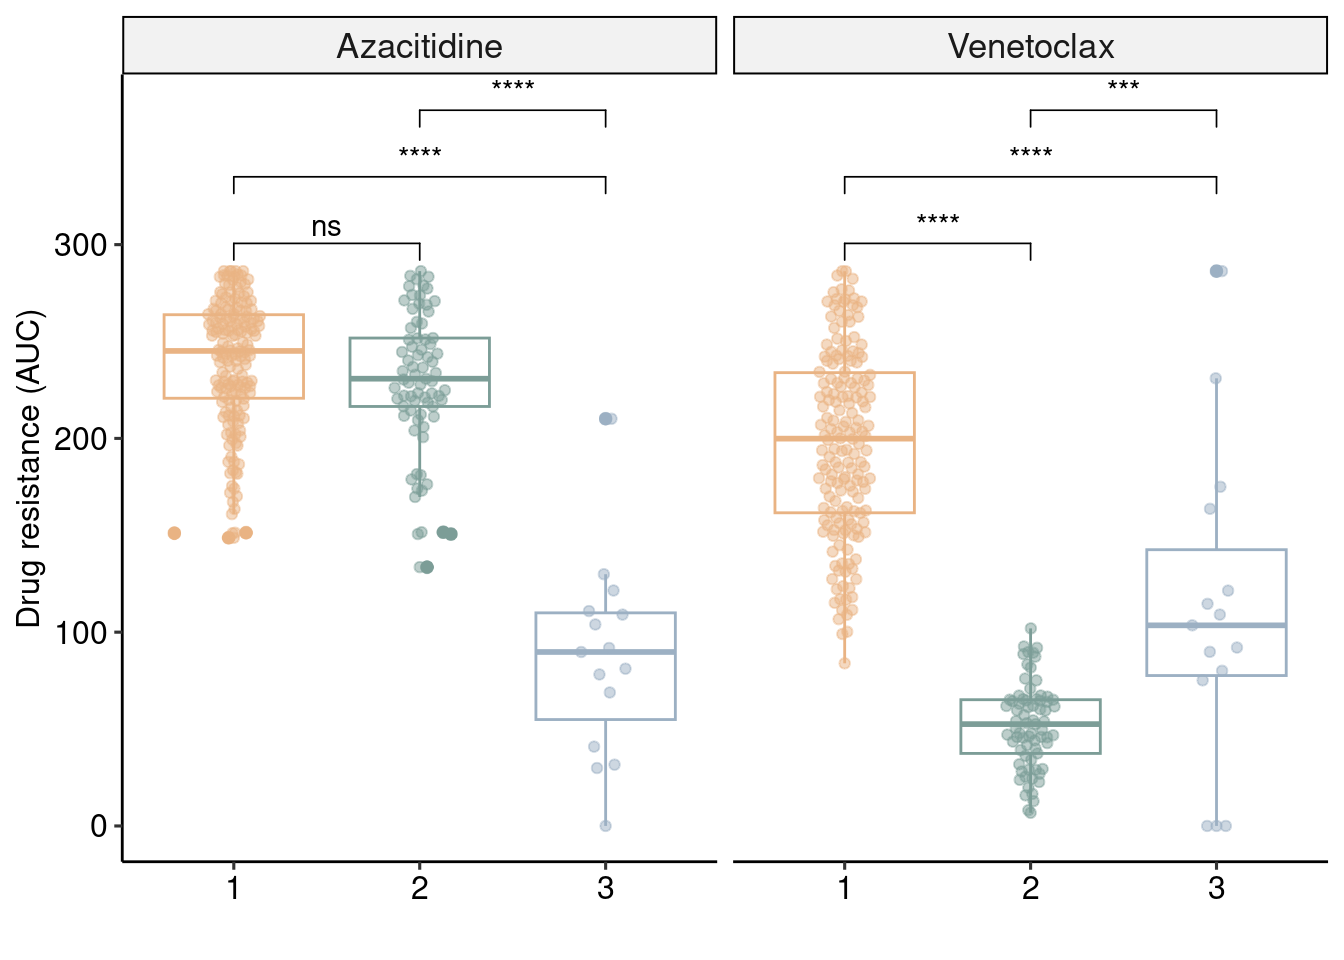 Azacitidine
Venetoclax
**** ***
**** ****
ns ****
Drug resistance (AUC)
300
200
100
0
1 2 3
1 2 3